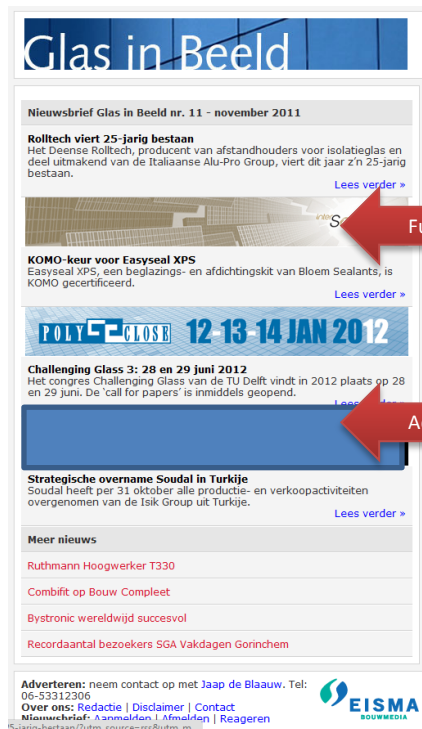 Glas in Beeld
Nieuwsbrief Glas in Beeld nr. 11 - november 2011
Rolltech viert 25-jarig bestaan
Het Deense Rolltech, producent van afstandhouders voor isolatieglas en
deel uitmakend van de Italiaanse Alu-Pro Group, viert dit jaar z'n 25-jarig
bestaan.
Lees verder »
KOMO-keur voor Easyseal XPS
Easyseal XPS, een beglazings- en afdichtingskit van Bloem Sealants, is
KOMO gecertificeerd.
Lees verder »
POLY CLOSE 12-13-14 JAN 2012
Challenging Glass 3: 28 en 29 juni 2012
Het congres Challenging Glass van de TU Delft vindt in 2012 plaats op 28
en 29 juni. De 'call for papers' is inmiddels geopend.
Strategische overname Soudal in Turkije
Soudal heeft per 31 oktober alle productie- en verkoopactiviteiten
overgenomen van de Isik Group uit Turkije.
Lees verder »
Meer nieuws
Ruthmann Hoogwerker T330
Combifit op Bouw Compleet
Bystronic wereldwijd succesvol
Recordaantal bezoekers SGA Vakdagen Gorinchem
Adverteren: neem contact op met Jaap de Blaauw. Tel:
06-53312306
Over ons: Redactie | Disclaimer | Contact
Nieuwsbrief: Aanmelden | Afmelden | Reageren
EISMA
BOUWMEDIA